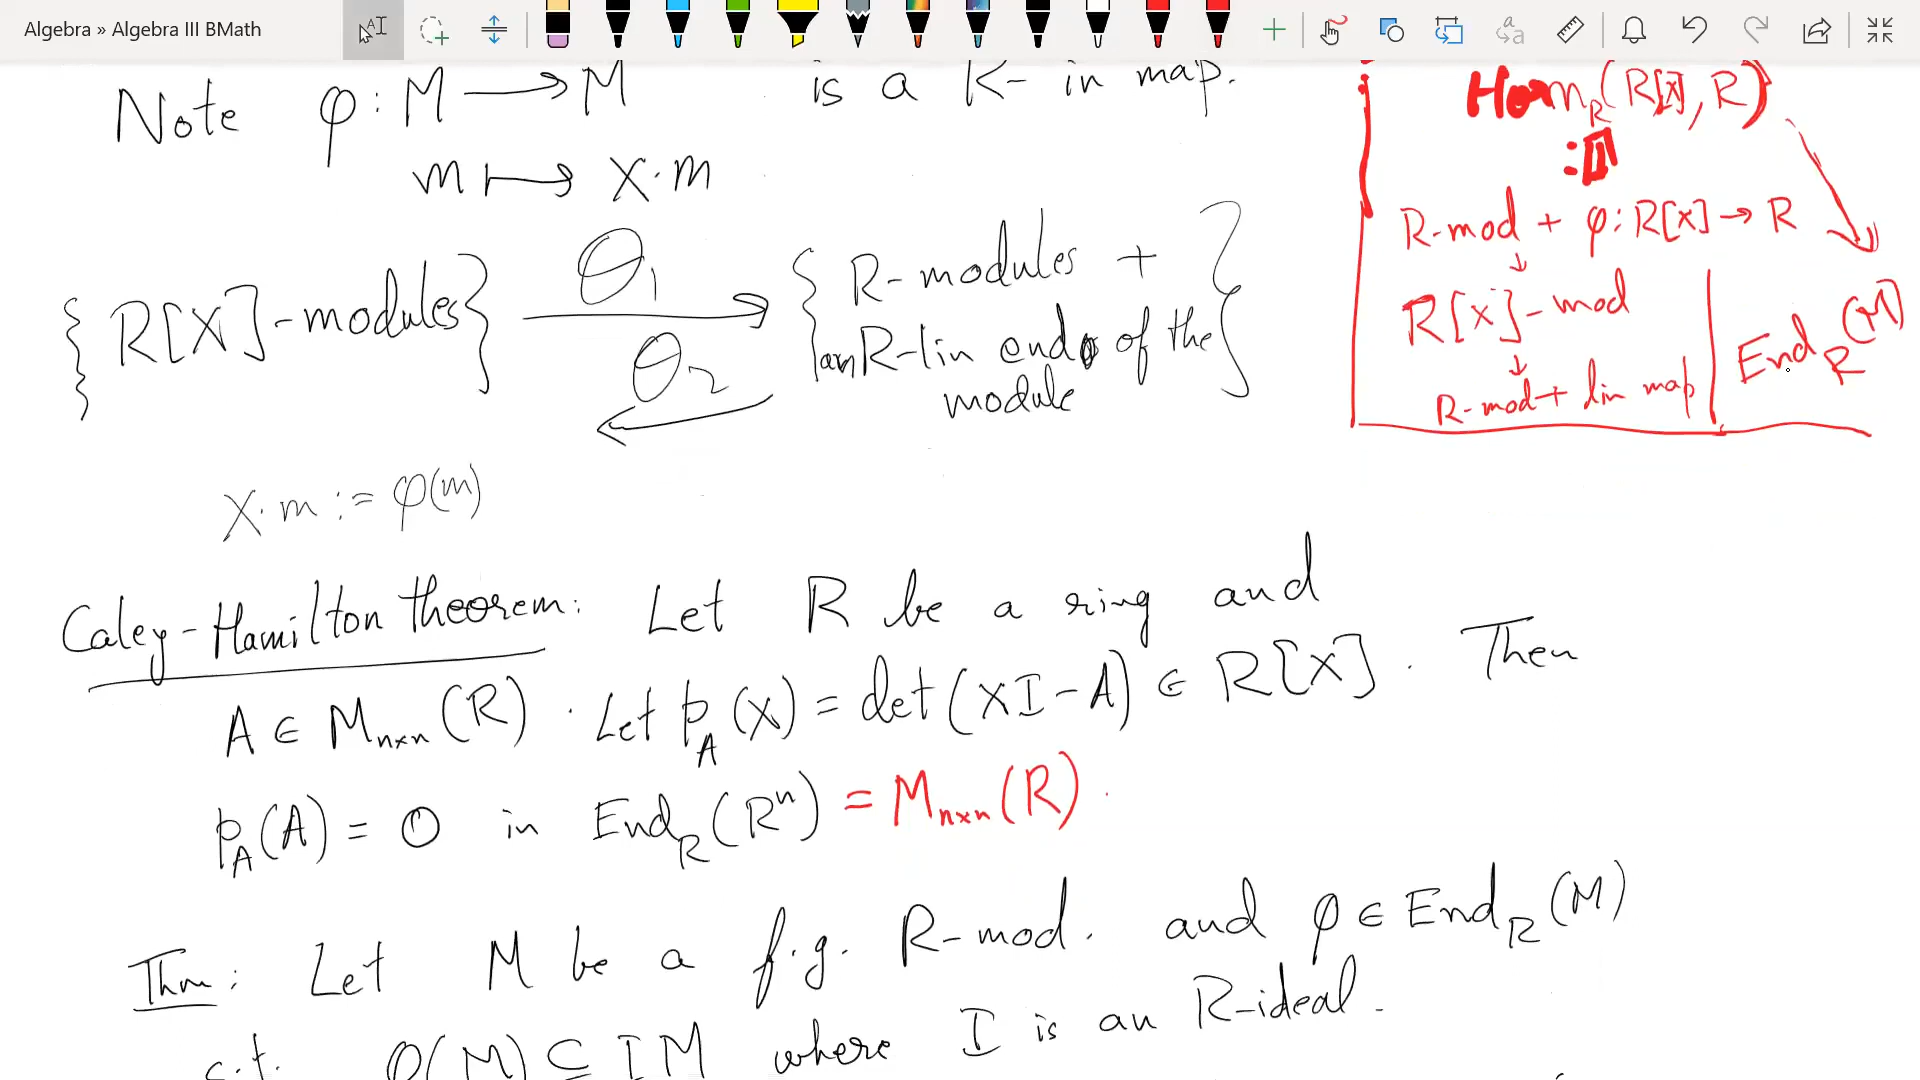 Algebra » Algebra III BMath
Note φ : M ⟶ M is a R- lin map.
m ⟼ X·m
{ R[X]-modules } θ₁ ⟶ { R-modules +
θ₂ ⟵ an R-lin endo of the
module }
X·m := φ(m)
Hom_R(R[X], R)
R-mod + φ: R[X] → R
↓
R[X]-mod
↓
R-mod + lin map
End_R(M)
Caley-Hamilton theorem: Let R be a ring and
A ∈ M_{n×n}(R). Let p_A(X) = det(XI-A) ∈ R[X]. Then
p_A(A) = 0 in End_R(Rⁿ) = M_{n×n}(R).
Thm: Let M be a f.g. R-mod. and φ ∈ End_R(M)
s.t. φ(M) ⊆ IM where I is an R-ideal.